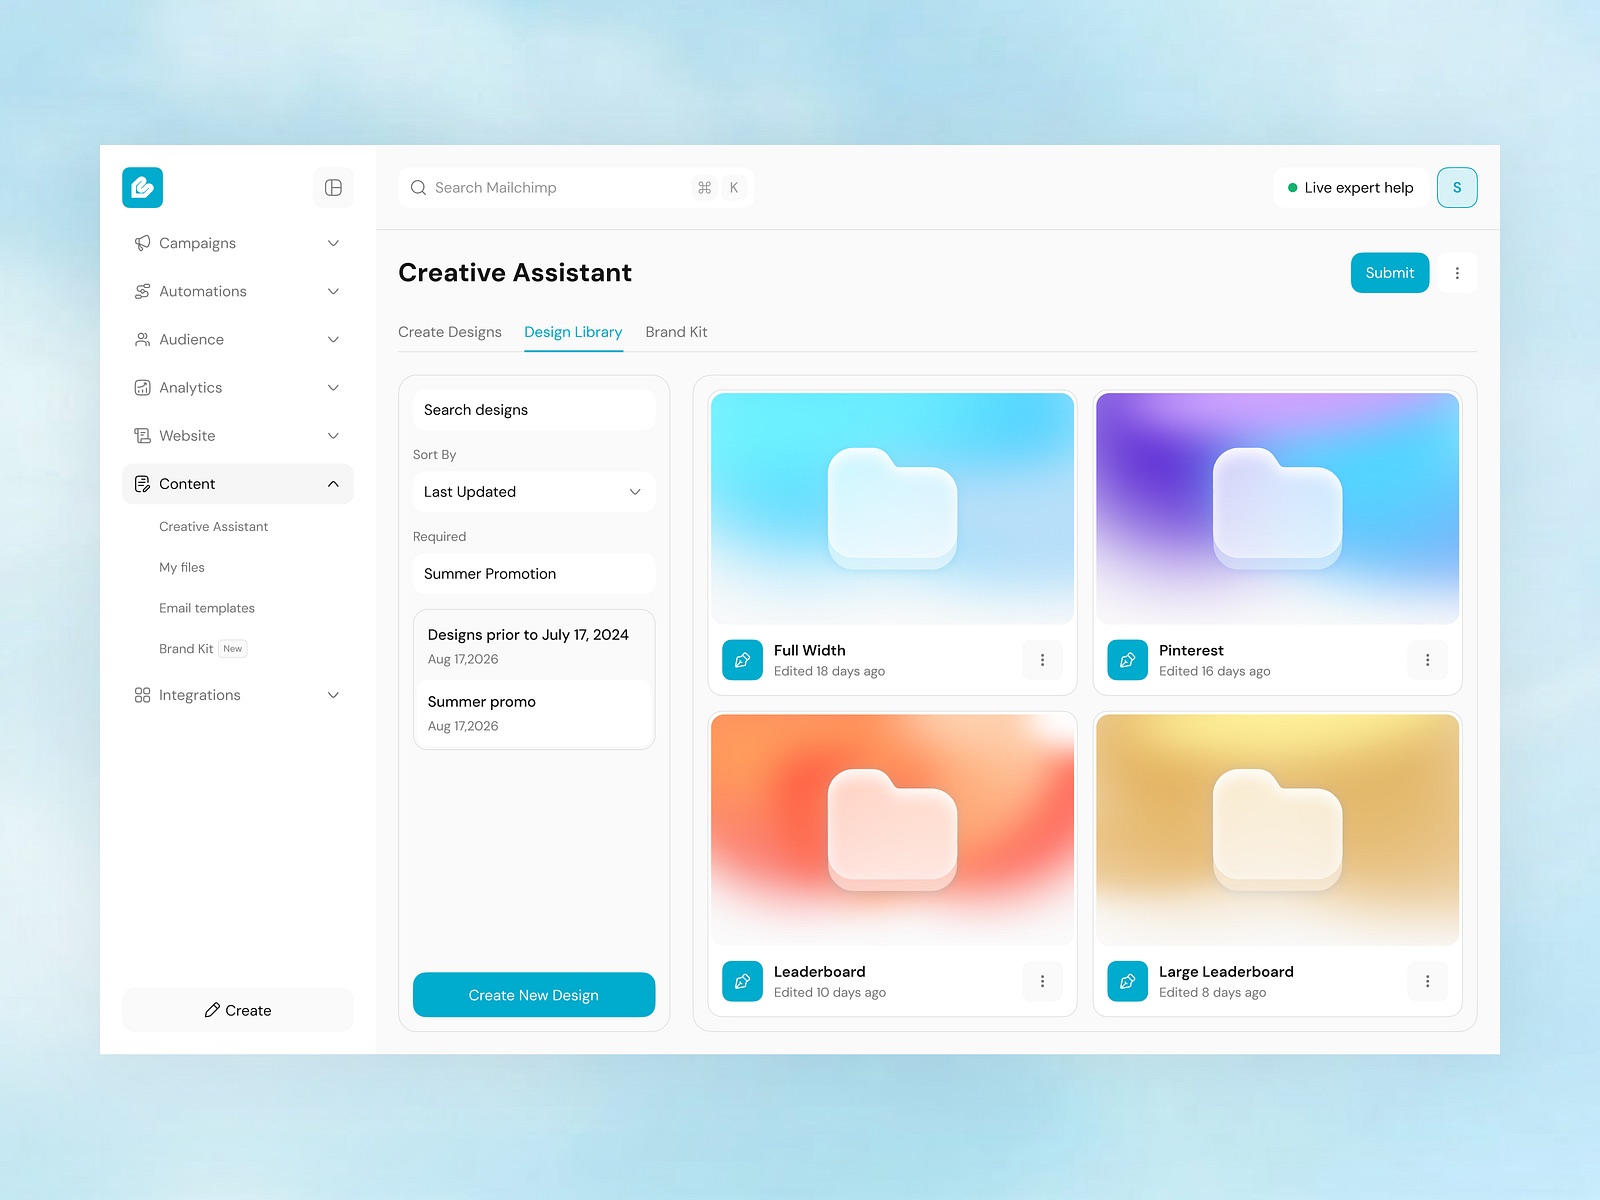 Search Mailchimp
⌘ K
Live expert help
S
Campaigns
Automations
Audience
Analytics
Website
Content
Creative Assistant
My files
Email templates
Brand Kit New
Integrations
Create
Creative Assistant
Submit
Create Designs Design Library Brand Kit
Search designs
Sort By
Last Updated
Required
Summer Promotion
Designs prior to July 17, 2024
Aug 17,2026
Summer promo
Aug 17,2026
Create New Design
Full Width
Edited 18 days ago
Pinterest
Edited 16 days ago
Leaderboard
Edited 10 days ago
Large Leaderboard
Edited 8 days ago